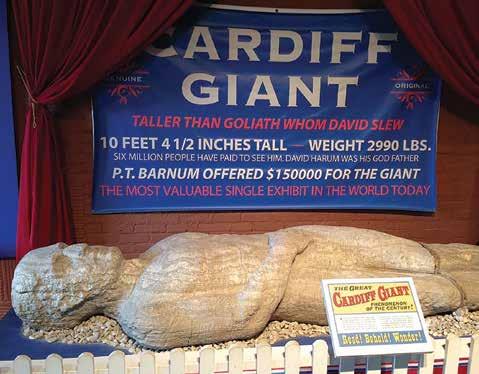 CARDIFF
GENUINE
GIANT
ORIGINAL
TALLER THAN GOLIATH WHOM DAVID SLEW
10 FEET 4 1/2 INCHES TALL — WEIGHT 2990 LBS.
SIX MILLION PEOPLE HAVE PAID TO SEE HIM. DAVID HARUM WAS HIS GOD FATHER
P.T. BARNUM OFFERED $150000 FOR THE GIANT
THE MOST VALUABLE SINGLE EXHIBIT IN THE WORLD TODAY
THE GREAT
CARDIFF GIANT
PHENOMENON
OF THE CENTURY!
Read! Behold! Wonder!